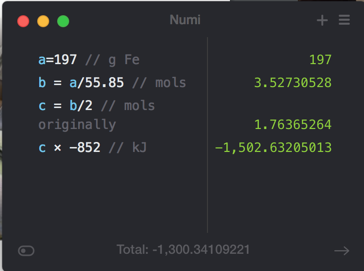 Numi
a=197 // g Fe 197
b = a/55.85 // mols 3.52730528
c = b/2 // mols
originally 1.76365264
c × -852 // kJ -1,502.63205013
Total: -1,300.34109221